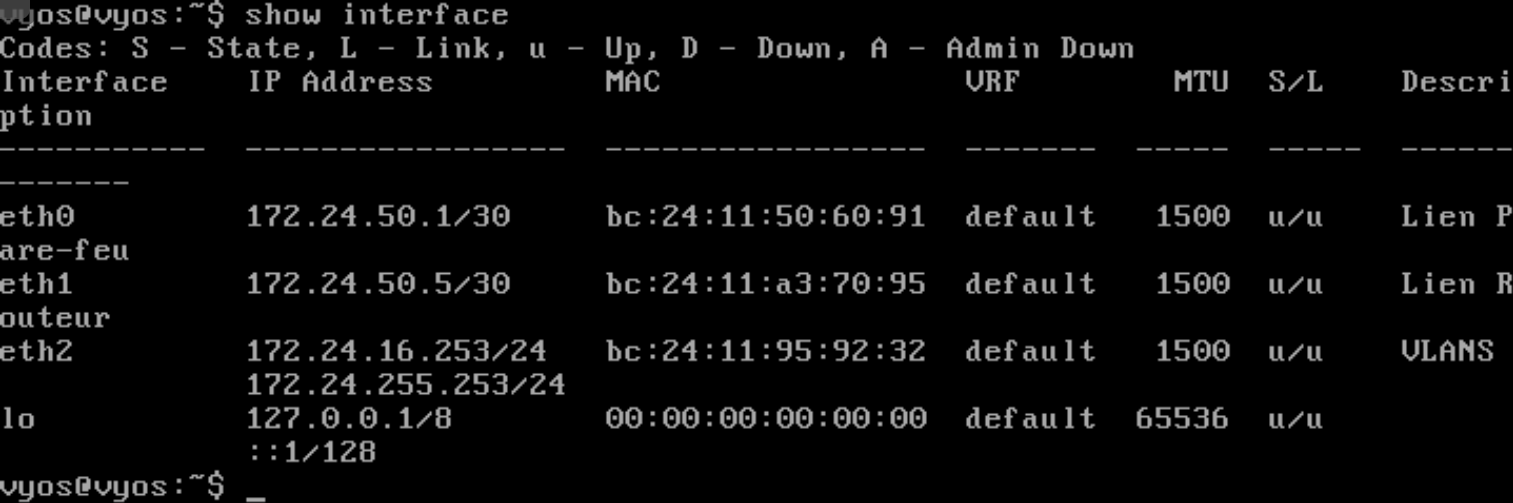 vyos@vyos:~$ show interface
Codes: S - State, L - Link, u - Up, D - Down, A - Admin Down
Interface    IP Address         MAC                VRF        MTU  S/L    Descri
ption
-----------  -----------------  -----------------  -------  -----  -----  ------
-------
eth0         172.24.50.1/30     bc:24:11:50:60:91  default   1500  u/u    Lien P
are-feu
eth1         172.24.50.5/30     bc:24:11:a3:70:95  default   1500  u/u    Lien R
outeur
eth2         172.24.16.253/24   bc:24:11:95:92:32  default   1500  u/u    VLANS
             172.24.255.253/24
lo           127.0.0.1/8        00:00:00:00:00:00  default  65536  u/u
             ::1/128
vyos@vyos:~$ _